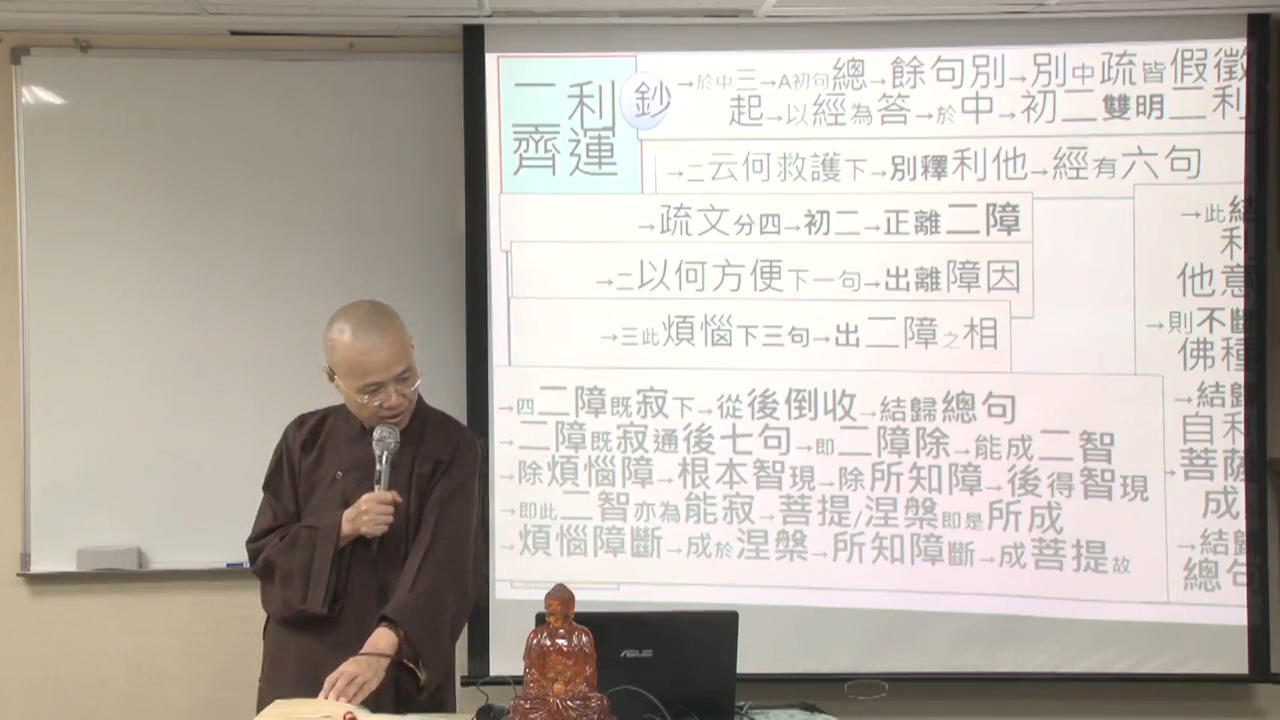 二利
齊運
鈔
→於中三→A初句總→餘句別→別中疏皆假徵
起→以經為答→於中→初二雙明二利
→二云何救護下→別釋利他→經有六句
→疏文分四→初二→正離二障
→二以何方便下一句→出離障因
→三此煩惱下三句→出二障之相
→四二障既寂下→從後倒收→結歸總句
→二障既寂通後七句→即二障除→能成二智
→除煩惱障→根本智現→除所知障→後得智現
→即此二智亦為能寂→菩提/涅槃即是所成
→煩惱障斷→成於涅槃→所知障斷→成菩提故
→此結
利
他意
→則不斷
佛種
→結歸
自利
→菩薩
成
→結歸
總句
ASUS